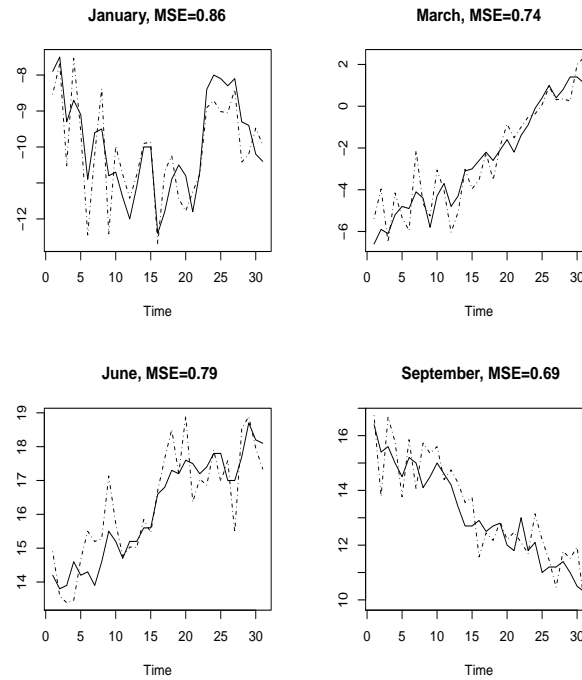 January, MSE=0.86
−8
−10
−12
0 5 10 15 20 25 30
Time
March, MSE=0.74
2
0
−2
−4
−6
0 5 10 15 20 25 30
Time
June, MSE=0.79
19
18
17
16
15
14
0 5 10 15 20 25 30
Time
September, MSE=0.69
16
14
12
10
0 5 10 15 20 25 30
Time